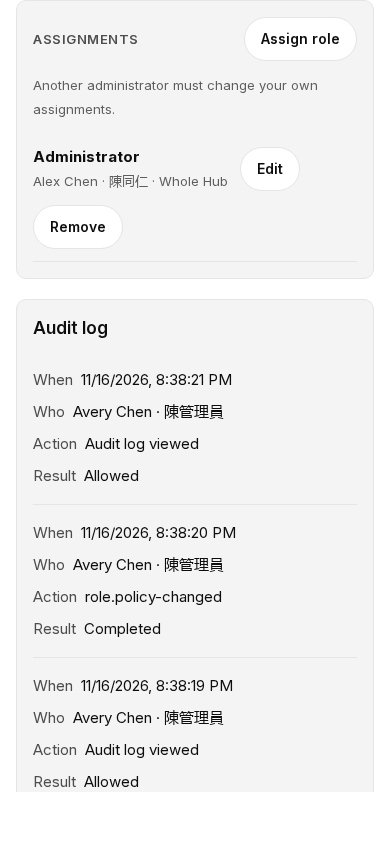 ASSIGNMENTS
Assign role
Another administrator must change your own
assignments.
Administrator
Alex Chen · 陳同仁 · Whole Hub
Edit
Remove
Audit log
When 11/16/2026, 8:38:21 PM
Who Avery Chen · 陳管理員
Action Audit log viewed
Result Allowed
When 11/16/2026, 8:38:20 PM
Who Avery Chen · 陳管理員
Action role.policy-changed
Result Completed
When 11/16/2026, 8:38:19 PM
Who Avery Chen · 陳管理員
Action Audit log viewed
Result Allowed